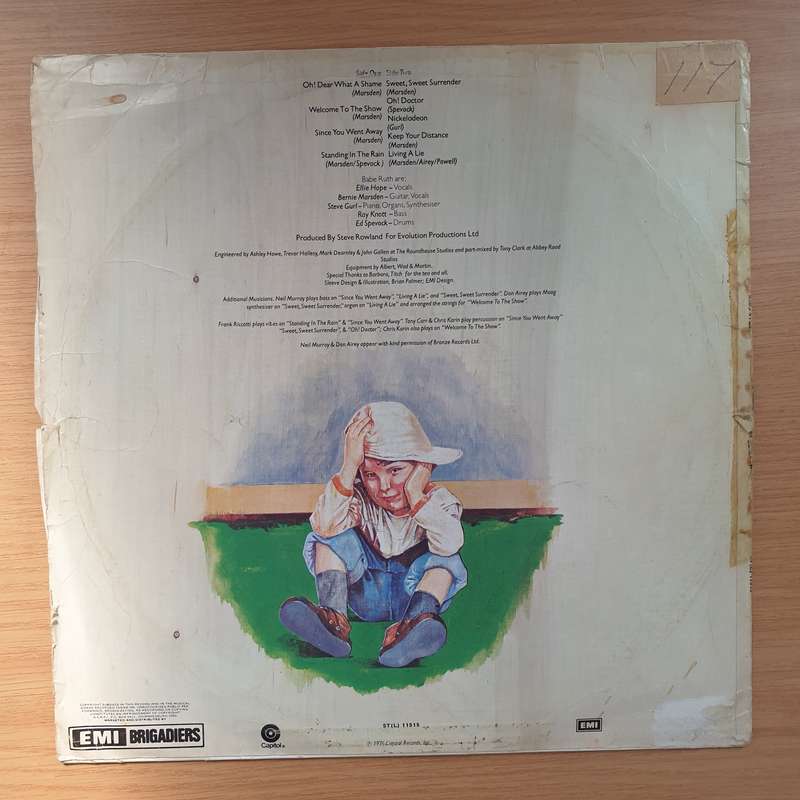 117
Side One
Oh! Dear What A Shame
(Marsden)
Welcome To The Show
(Marsden)
Since You Went Away
(Marsden)
Standing In The Rain
(Marsden/Spevock)
Side Two
Sweet, Sweet Surrender
(Marsden)
Oh! Doctor
(Spevock)
Nickelodeon
(Gurl)
Keep Your Distance
(Marsden)
Living A Lie
(Marsden/Airey/Powell)
Babe Ruth are;
Ellie Hope – Vocals
Bernie Marsden – Guitar, Vocals
Steve Gurl – Piano, Organ, Synthesiser
Ray Knott – Bass
Ed Spevock – Drums
Produced By Steve Rowland For Evolution Productions Ltd
Engineered by Ashley Howe, Trevor Hallesy, Mark Dearnley & John Gallen at The Roundhouse Studios and part-mixed by Tony Clark at Abbey Road
Studios
Equipment by Albert, Wod & Martin.
Special Thanks to Barbara, Titch for the tea and all.
Sleeve Design & Illustration, Brian Palmer; EMI Design.
Additional Musicians. Neil Murray plays bass on "Since You Went Away", "Living A Lie", and "Sweet, Sweet Surrender". Don Airey plays Moog
synthesiser on "Sweet, Sweet Surrender", organ on "Living A Lie" and arranged the strings for "Welcome To The Show".
Frank Riccotti plays vibes on "Standing In The Rain" & "Since You Went Away". Tony Carr & Chris Karin play percussion on "Since You Went Away"
"Sweet, Sweet Surrender", & "Oh! Doctor"; Chris Karin also plays on "Welcome To The Show".
Neil Murray & Don Airey appear with kind permission of Bronze Records Ltd.
MARKETED AND DISTRIBUTED BY
EMI BRIGADIERS
Capitol
ST(L) 11515
EMI